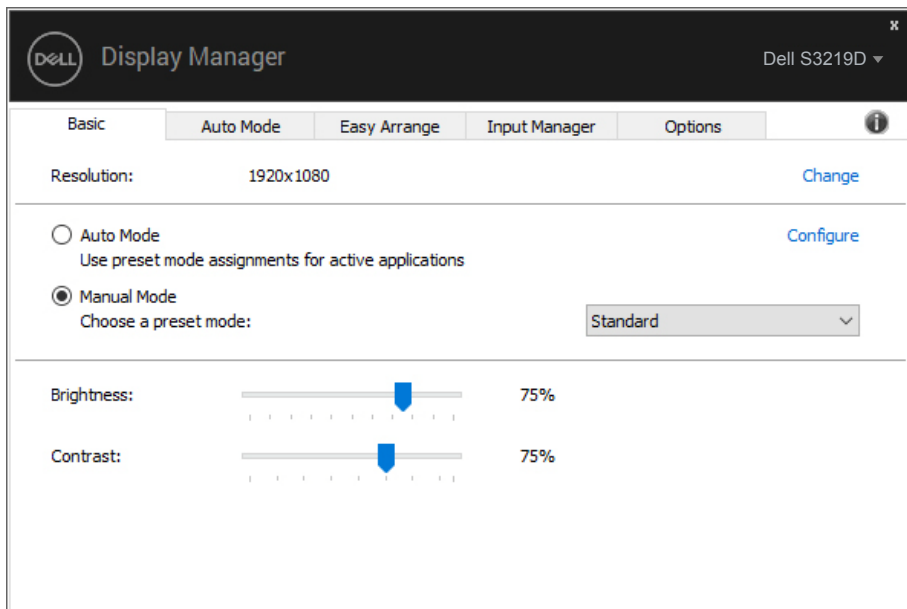 x
DELL Display Manager Dell S3219D
Basic Auto Mode Easy Arrange Input Manager Options i
Resolution: 1920x1080 Change
Auto Mode Configure
Use preset mode assignments for active applications
Manual Mode
Choose a preset mode: Standard
Brightness: 75%
Contrast: 75%